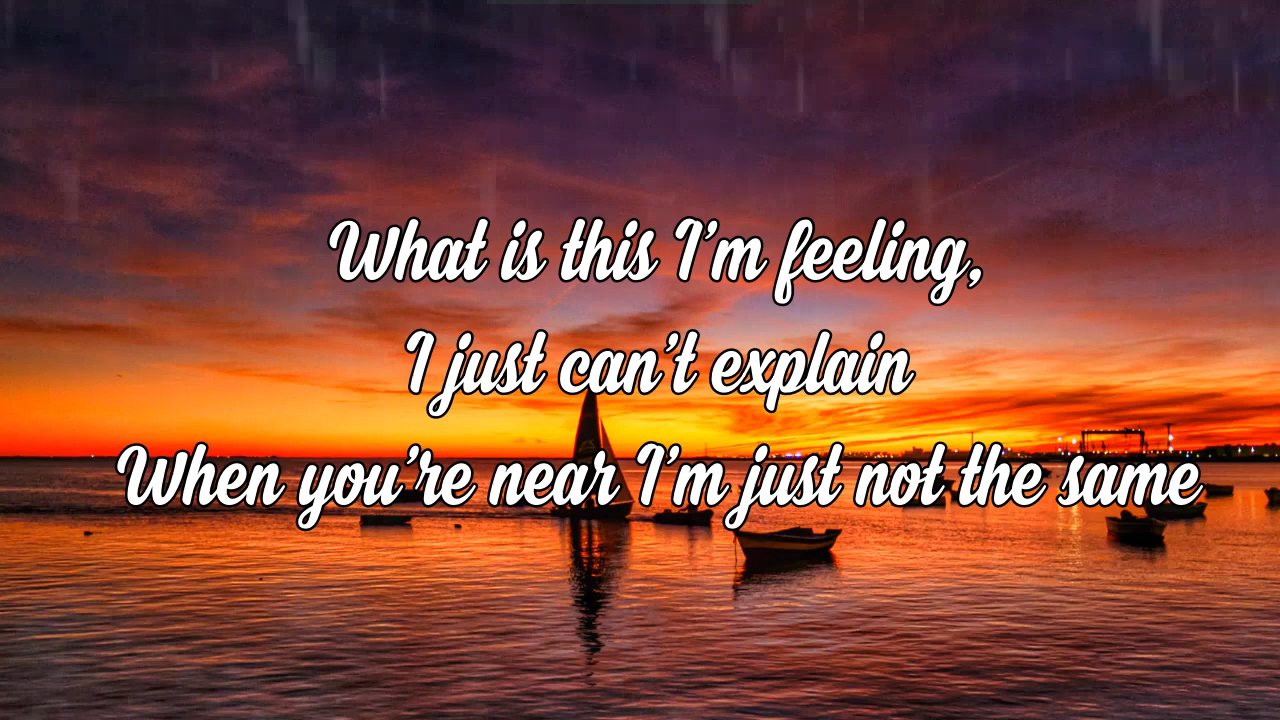 What is this I'm feeling,
I just can't explain
When you're near I'm just not the same